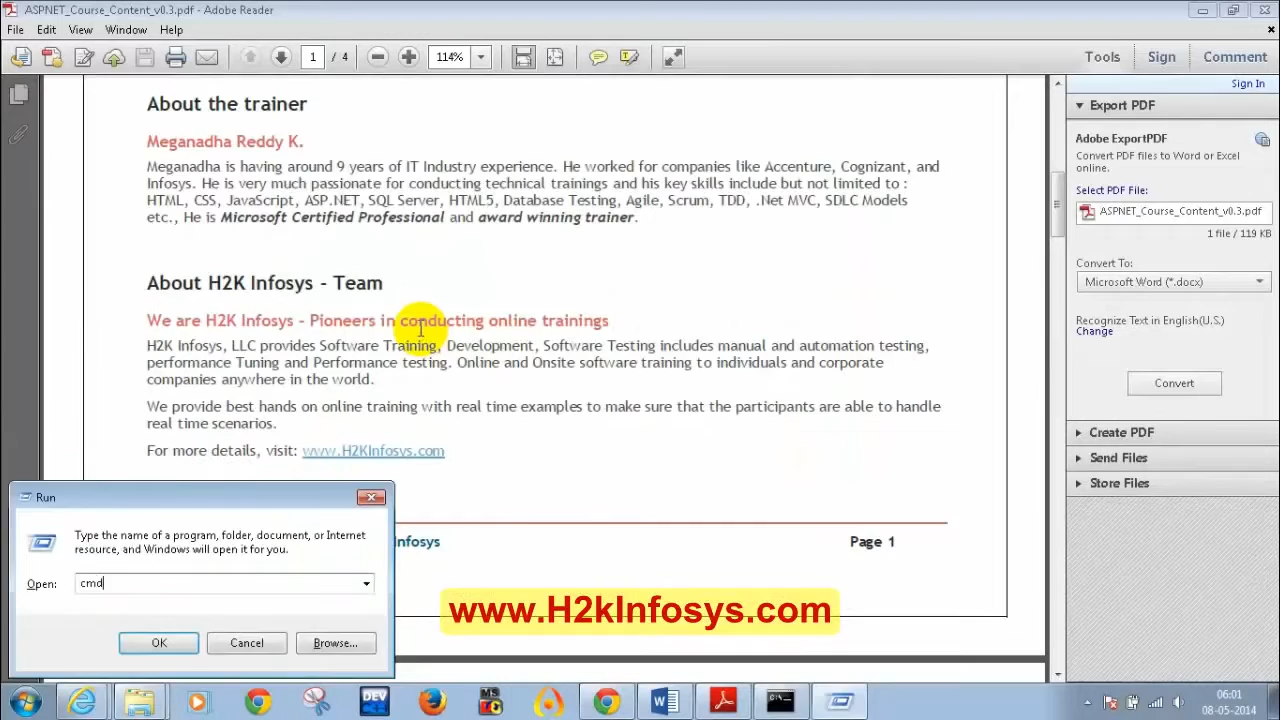 ASPNET_Course_Content_v0.3.pdf - Adobe Reader
File Edit View Window Help
1 / 4 114% Tools Sign Comment
Sign In
About the trainer
Meganadha Reddy K.
Meganadha is having around 9 years of IT Industry experience. He worked for companies like Accenture, Cognizant, and
Infosys. He is very much passionate for conducting technical trainings and his key skills include but not limited to :
HTML, CSS, JavaScript, ASP.NET, SQL Server, HTML5, Database Testing, Agile, Scrum, TDD, .Net MVC, SDLC Models
etc., He is Microsoft Certified Professional and award winning trainer.
About H2K Infosys - Team
We are H2K Infosys - Pioneers in conducting online trainings
H2K Infosys, LLC provides Software Training, Development, Software Testing includes manual and automation testing,
performance Tuning and Performance testing. Online and Onsite software training to individuals and corporate
companies anywhere in the world.
We provide best hands on online training with real time examples to make sure that the participants are able to handle
real time scenarios.
For more details, visit: www.H2KInfosys.com
Infosys
Page 1
Export PDF
Adobe ExportPDF
Convert PDF files to Word or Excel
online.
Select PDF File:
ASPNET_Course_Content_v0.3.pdf
1 file / 119 KB
Convert To:
Microsoft Word (*.docx)
Recognize Text in English(U.S.)
Change
Convert
Create PDF
Send Files
Store Files
Run
Type the name of a program, folder, document, or Internet
resource, and Windows will open it for you.
Open: cmd
OK Cancel Browse...
www.H2kInfosys.com
DEV
MS
C:\
06:01
08-05-2014